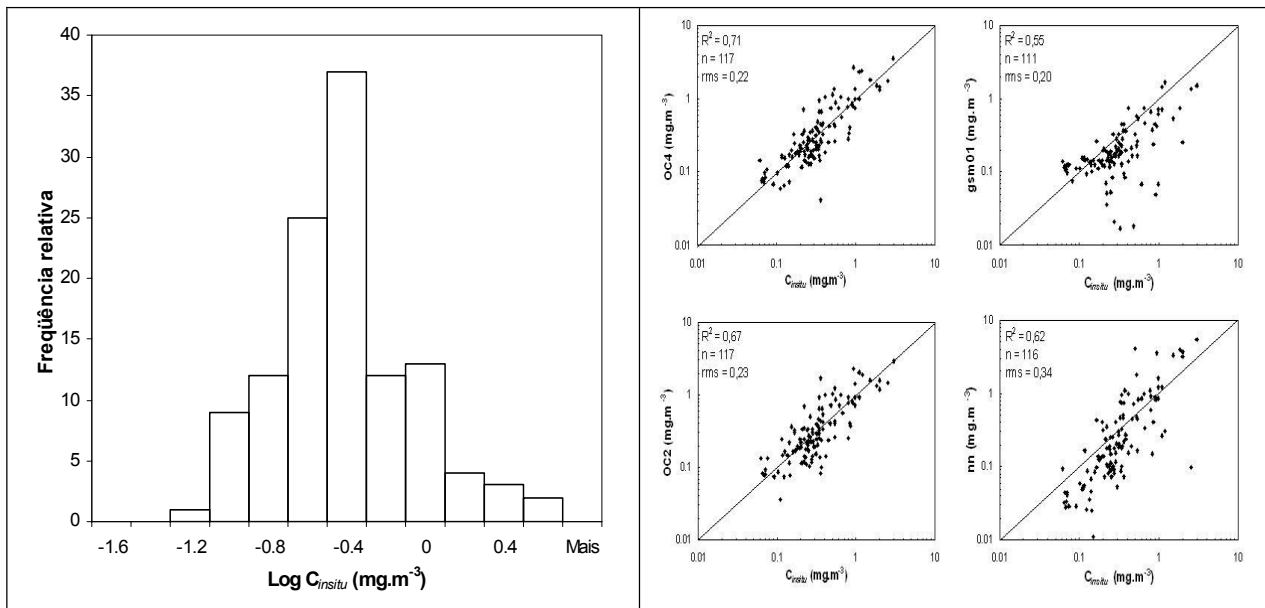 40
35
30
25
20
15
10
5
0
Freqüência relativa
-1.6 -1.2 -0.8 -0.4 0 0.4 Mais
Log Cinsitu (mg.m-3)
10
1
0.1
0.01
OC4 (mg.m -3)
R2 = 0,71
n = 117
rms = 0,22
0.01 0.1 1 10
Cinsitu (mg.m-3)
10
1
0.1
0.01
gsm01 (mg.m -3)
R2 = 0,55
n = 111
rms = 0,20
0.01 0.1 1 10
Cinsitu (mg.m-3)
10
1
0.1
0.01
OC2 (mg.m -3)
R2 = 0,67
n = 117
rms = 0,23
0.01 0.1 1 10
Cinsitu (mg.m-3)
10
1
0.1
0.01
nn (mg.m -3)
R2 = 0,62
n = 116
rms = 0,34
0.01 0.1 1 10
Cinsitu (mg.m-3)